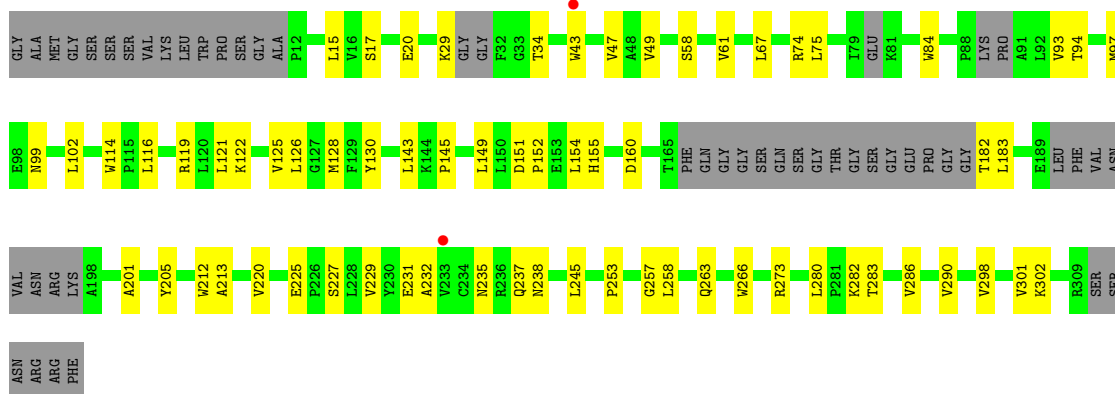 GLY ALA MET GLY SER SER SER VAL LYS LEU TRP PRO SER GLY ALA P12 L15 V16 S17 E20 K29 GLY GLY F32 G33 T34 W43 V47 A48 V49 S58 V61 L67 R74 L75 I79 GLU K81 W84 P88 LYS PRO A91 L92 V93 T94 M97
E98 N99 L102 W114 P115 L116 R119 L120 L121 K122 V125 L126 G127 M128 F129 Y130 L143 K144 P145 L149 L150 D151 P152 E153 L154 H155 D160 T165 PHE GLN GLY GLY SER GLN SER GLY THR GLY SER GLY GLU PRO GLY GLY T182 L183 E189 LEU PHE VAL ASN
VAL ASN ARG LYS A198 A201 Y205 W212 A213 V220 E225 P226 S227 L228 V229 Y230 E231 A232 V233 C234 N235 R236 Q237 N238 L245 P253 G257 L258 Q263 W266 R273 L280 P281 K282 T283 V286 V290 V298 V301 K302 R309 SER SER
ASN ARG ARG PHE